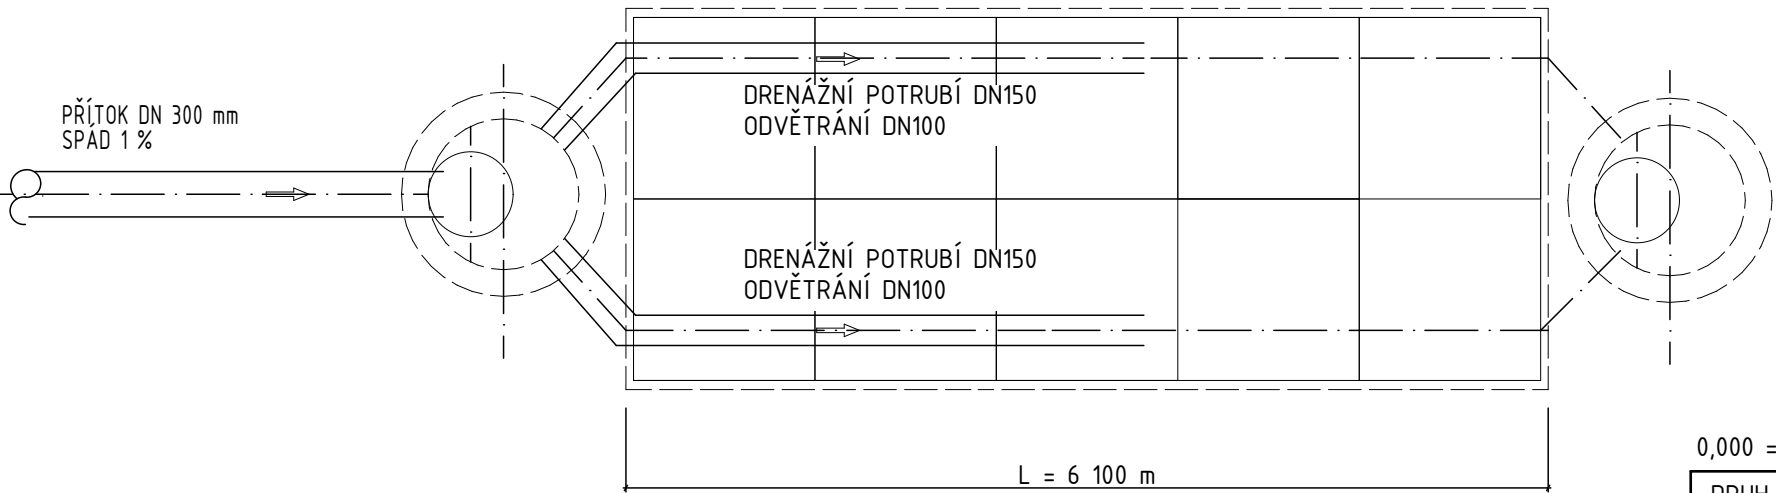 PŘÍTOK DN 300 mm
SPÁD 1 %
DRENÁŽNÍ POTRUBÍ DN150
ODVĚTRÁNÍ DN100
DRENÁŽNÍ POTRUBÍ DN150
ODVĚTRÁNÍ DN100
L = 6 100 m
0,000 =